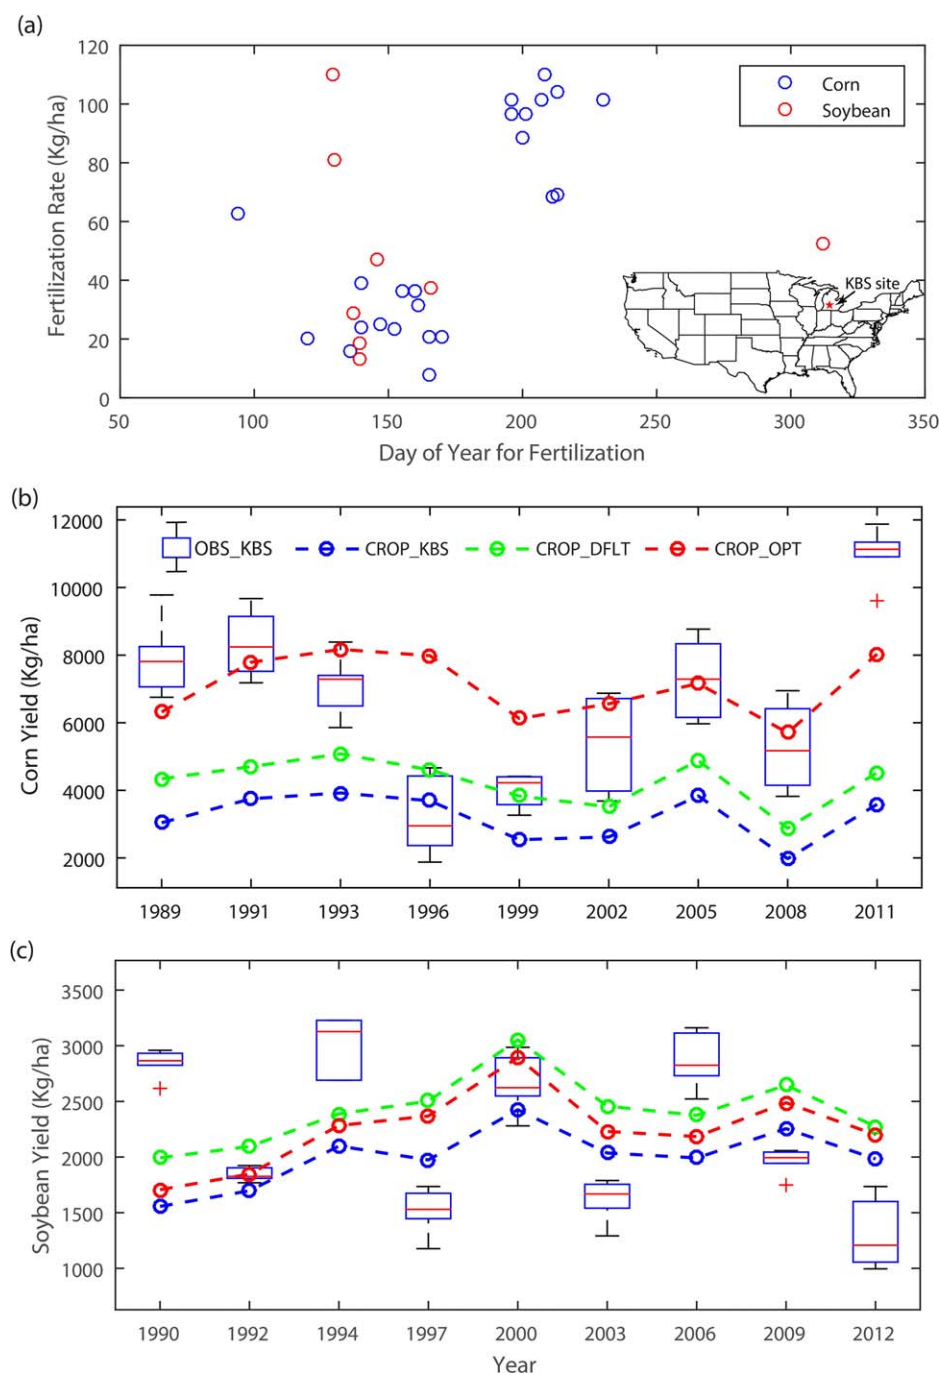 (a)
120
100
80
60
40
20
0
Fertilization Rate (Kg/ha)
Corn
Soybean
KBS site
50 100 150 200 250 300 350
Day of Year for Fertilization
(b)
12000
10000
8000
6000
4000
2000
Corn Yield (Kg/ha)
OBS_KBS CROP_KBS CROP_DFLT CROP_OPT
1989 1991 1993 1996 1999 2002 2005 2008 2011
(c)
3500
3000
2500
2000
1500
1000
Soybean Yield (Kg/ha)
1990 1992 1994 1997 2000 2003 2006 2009 2012
Year